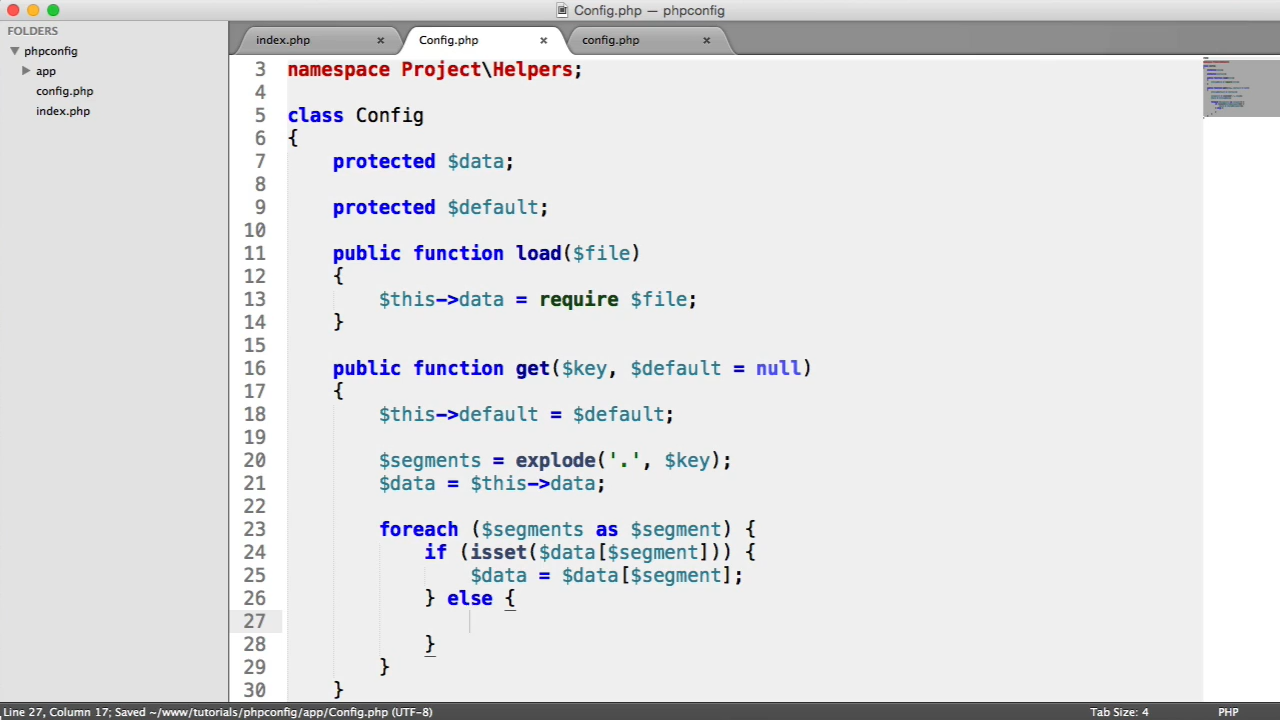 Config.php — phpconfig
FOLDERS
phpconfig
app
config.php
index.php
index.php ×
Config.php ×
config.php ×
3 namespace Project\Helpers;
4
5 class Config
6 {
7 protected $data;
8
9 protected $default;
10
11 public function load($file)
12 {
13 $this->data = require $file;
14 }
15
16 public function get($key, $default = null)
17 {
18 $this->default = $default;
19
20 $segments = explode('.', $key);
21 $data = $this->data;
22
23 foreach ($segments as $segment) {
24 if (isset($data[$segment])) {
25 $data = $data[$segment];
26 } else {
27
28 }
29 }
30 }
Line 27, Column 17; Saved ~/www/tutorials/phpconfig/app/Config.php (UTF-8)
Tab Size: 4
PHP